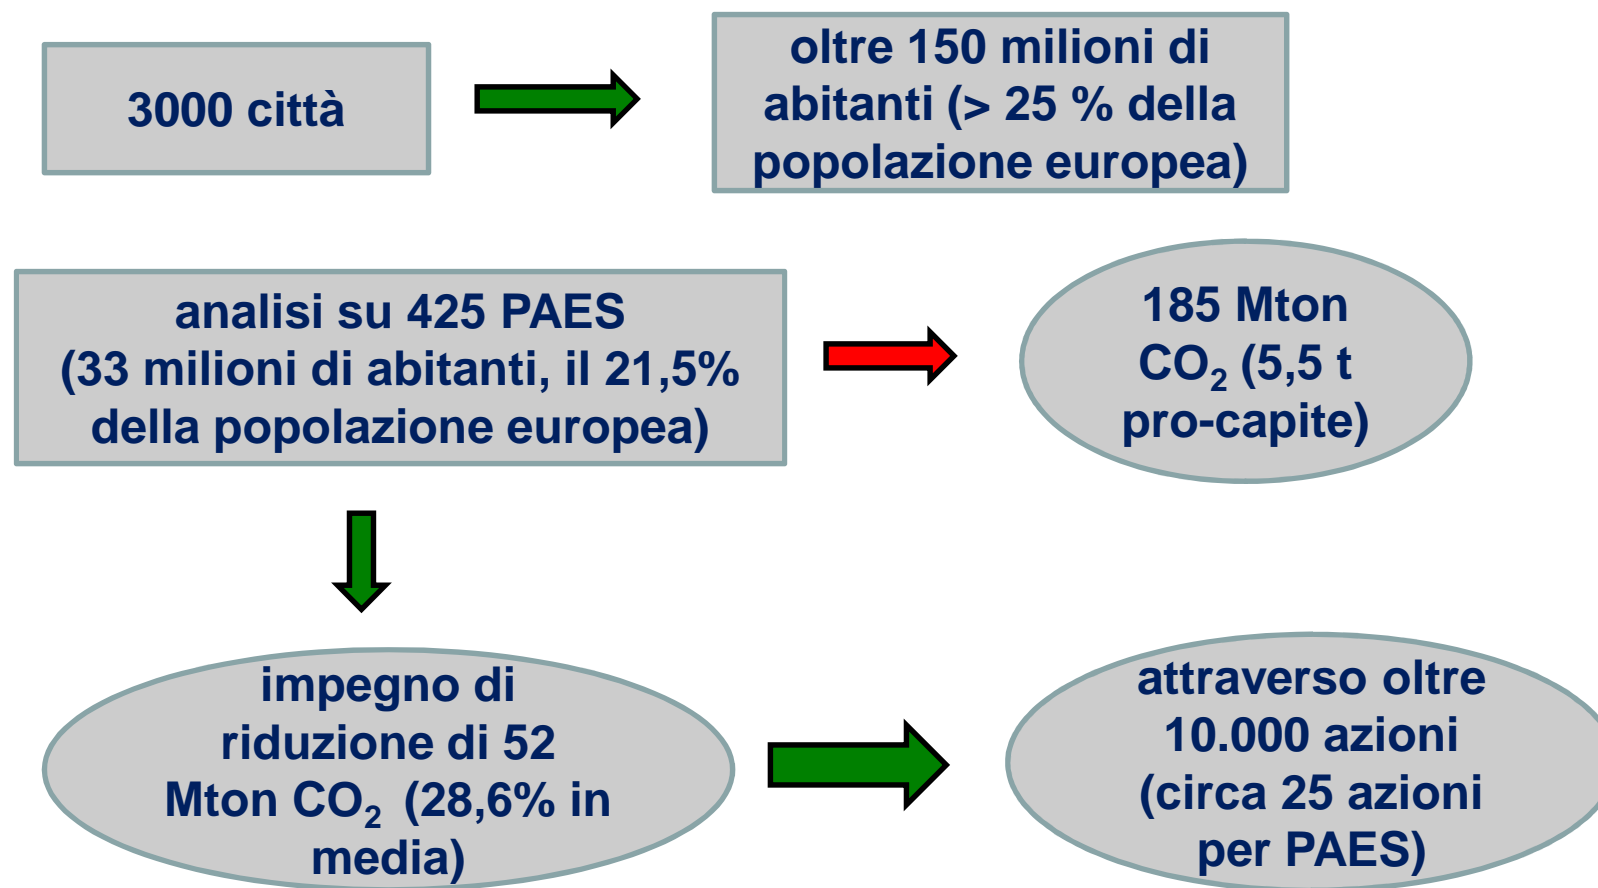 3000 città
oltre 150 milioni di
abitanti (> 25 % della
popolazione europea)
analisi su 425 PAES
(33 milioni di abitanti, il 21,5%
della popolazione europea)
185 Mton
CO₂ (5,5 t
pro-capite)
impegno di
riduzione di 52
Mton CO₂ (28,6% in
media)
attraverso oltre
10.000 azioni
(circa 25 azioni
per PAES)